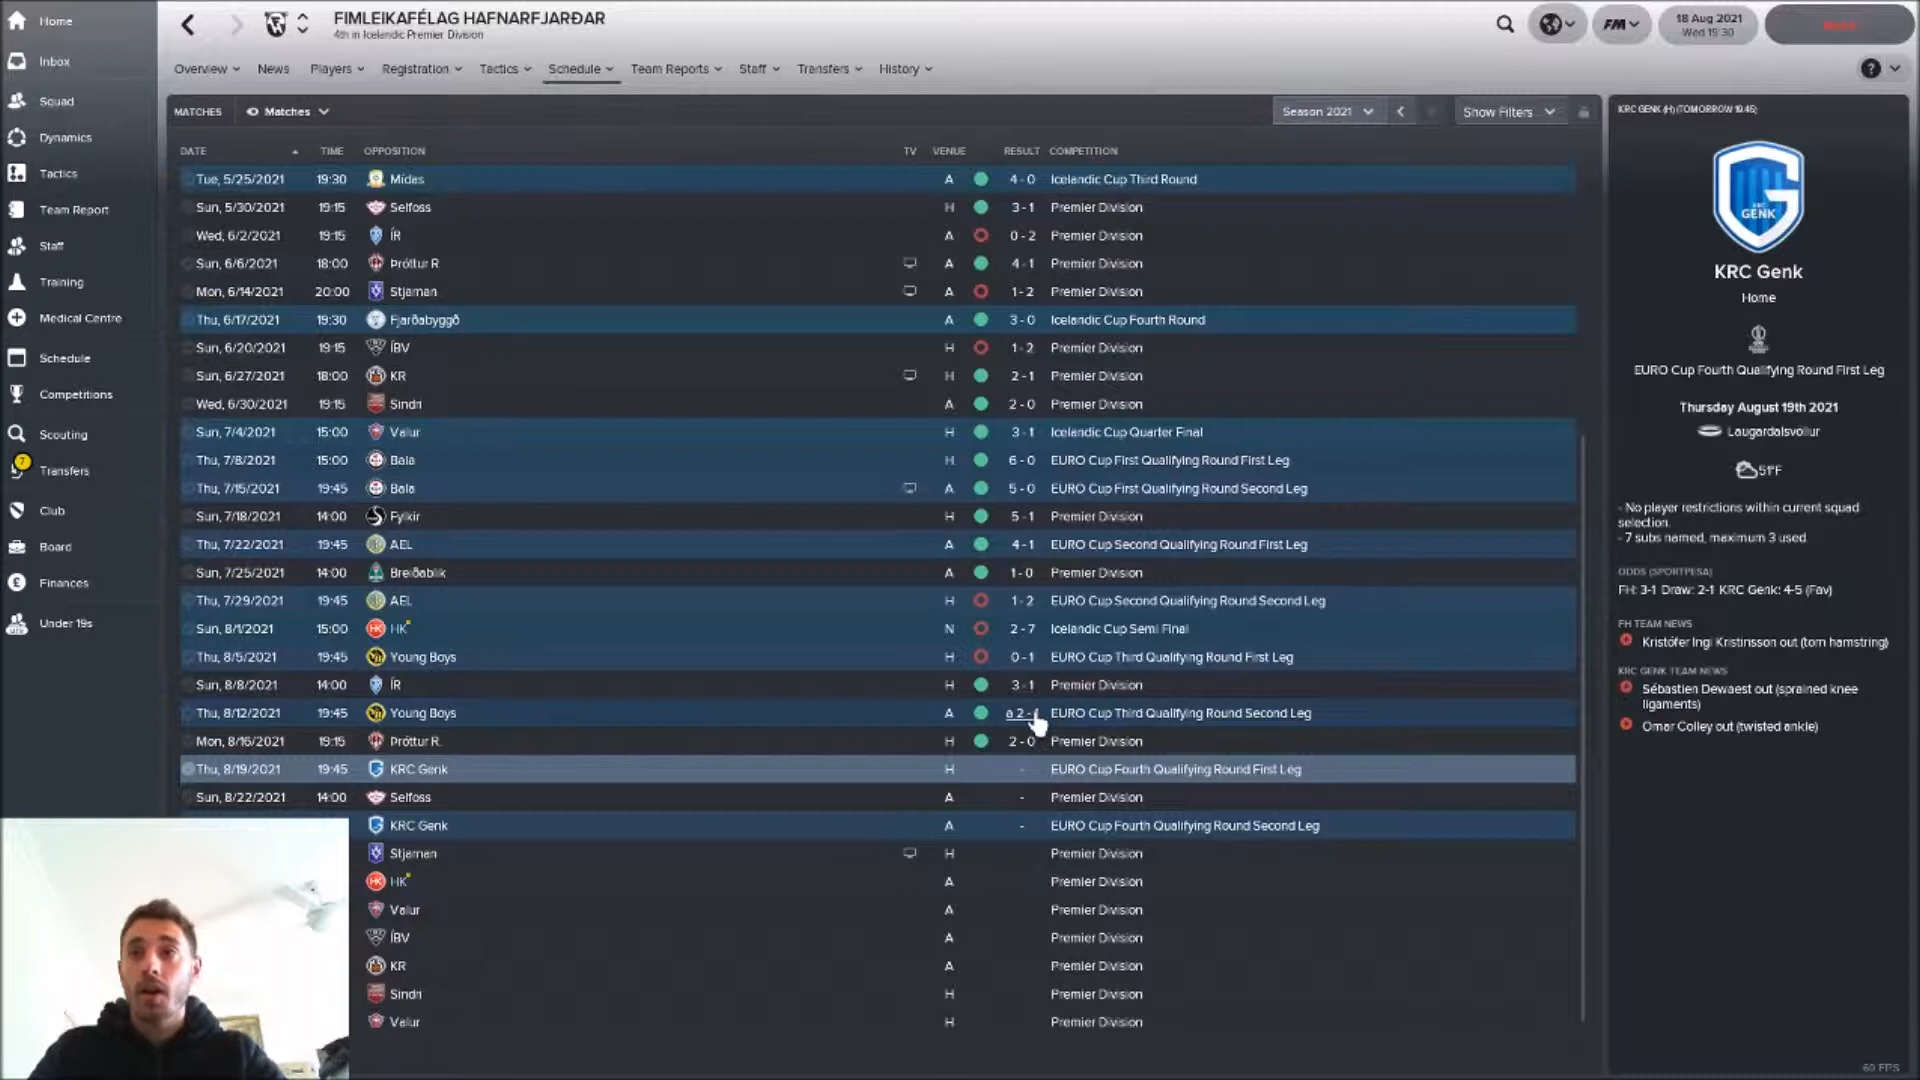 Home
Inbox
Squad
Dynamics
Tactics
Team Report
Staff
Training
Medical Centre
Schedule
Competitions
Scouting
7
Transfers
Club
Board
Finances
Under 19s
FIMLEIKAFÉLAG HAFNARFJARÐAR
4th in Icelandic Premier Division
FM
18 Aug 2021
Wed 19:30
Overview News Players Registration Tactics Schedule Team Reports Staff Transfers History
MATCHES Matches Season 2021 Show Filters
DATE TIME OPPOSITION TV VENUE RESULT COMPETITION
Tue, 5/25/2021 19:30 Mídas A 4-0 Icelandic Cup Third Round
Sun, 5/30/2021 19:15 Selfoss H 3-1 Premier Division
Wed, 6/2/2021 19:15 ÍR A 0-2 Premier Division
Sun, 6/6/2021 18:00 Þróttur R. A 4-1 Premier Division
Mon, 6/14/2021 20:00 Stjarnan A 1-2 Premier Division
Thu, 6/17/2021 19:30 Fjarðabyggð A 3-0 Icelandic Cup Fourth Round
Sun, 6/20/2021 19:15 ÍBV H 1-2 Premier Division
Sun, 6/27/2021 18:00 KR H 2-1 Premier Division
Wed, 6/30/2021 19:15 Sindri A 2-0 Premier Division
Sun, 7/4/2021 15:00 Valur H 3-1 Icelandic Cup Quarter Final
Thu, 7/8/2021 15:00 Bala H 6-0 EURO Cup First Qualifying Round First Leg
Thu, 7/15/2021 19:45 Bala A 5-0 EURO Cup First Qualifying Round Second Leg
Sun, 7/18/2021 14:00 Fylkir H 5-1 Premier Division
Thu, 7/22/2021 19:45 AEL A 4-1 EURO Cup Second Qualifying Round First Leg
Sun, 7/25/2021 14:00 Breiðablik A 1-0 Premier Division
Thu, 7/29/2021 19:45 AEL H 1-2 EURO Cup Second Qualifying Round Second Leg
Sun, 8/1/2021 15:00 HK* N 2-7 Icelandic Cup Semi Final
Thu, 8/5/2021 19:45 Young Boys H 0-1 EURO Cup Third Qualifying Round First Leg
Sun, 8/8/2021 14:00 ÍR H 3-1 Premier Division
Thu, 8/12/2021 19:45 Young Boys A a 2- EURO Cup Third Qualifying Round Second Leg
Mon, 8/16/2021 19:15 Þróttur R. H 2-0 Premier Division
Thu, 8/19/2021 19:45 KRC Genk H - EURO Cup Fourth Qualifying Round First Leg
Sun, 8/22/2021 14:00 Selfoss A - Premier Division
KRC Genk A - EURO Cup Fourth Qualifying Round Second Leg
Stjarnan H Premier Division
HK* A Premier Division
Valur A Premier Division
ÍBV A Premier Division
KR A Premier Division
Sindri H Premier Division
Valur H Premier Division
KRC GENK (H) (TOMORROW 19:45)
KRC
GENK
KRC Genk
Home
EURO Cup Fourth Qualifying Round First Leg
Thursday August 19th 2021
Laugardalsvöllur
51°F
- No player restrictions within current squad
selection.
- 7 subs named, maximum 3 used
ODDS (SPORTPESA)
FH: 3-1 Draw: 2-1 KRC Genk: 4-5 (Fav)
FH TEAM NEWS
Kristófer Ingi Kristinsson out (torn hamstring)
KRC GENK TEAM NEWS
Sébastien Dewaest out (sprained knee
ligaments)
Omar Colley out (twisted ankle)
60 FPS